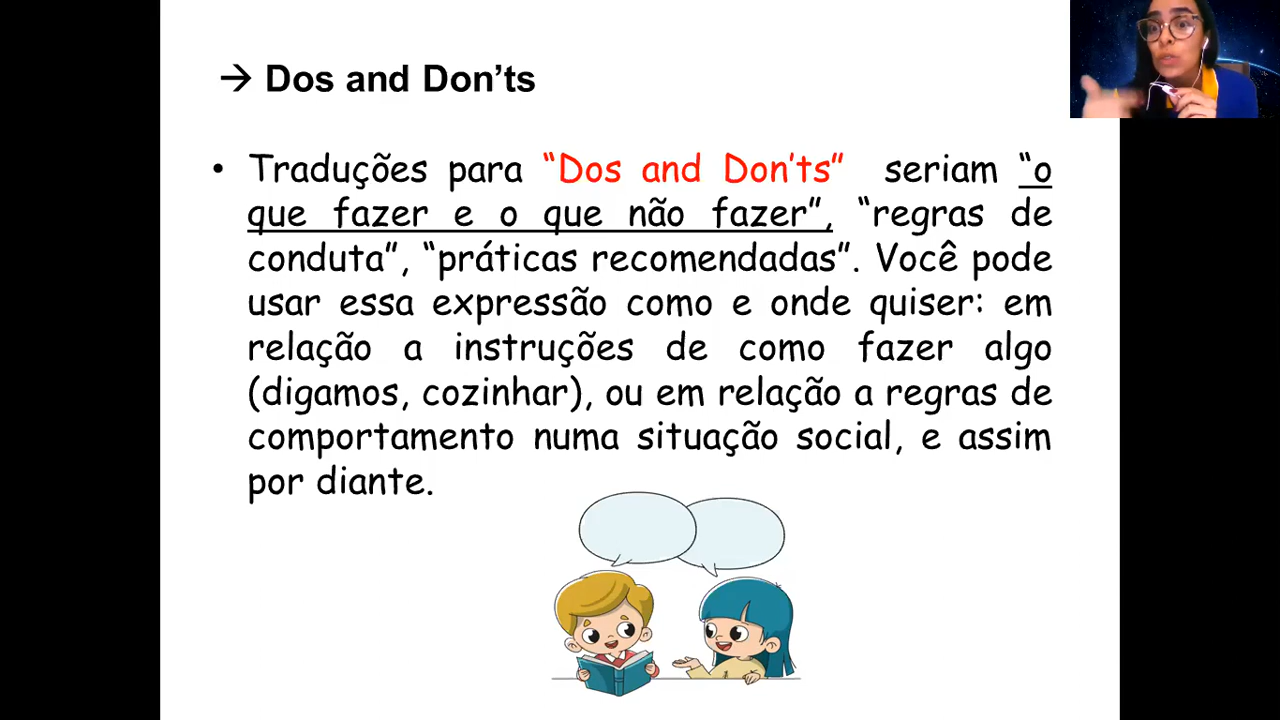 → Dos and Don’ts
• Traduções para “Dos and Don’ts” seriam “o
que fazer e o que não fazer”, “regras de
conduta”, “práticas recomendadas”. Você pode
usar essa expressão como e onde quiser: em
relação a instruções de como fazer algo
(digamos, cozinhar), ou em relação a regras de
comportamento numa situação social, e assim
por diante.